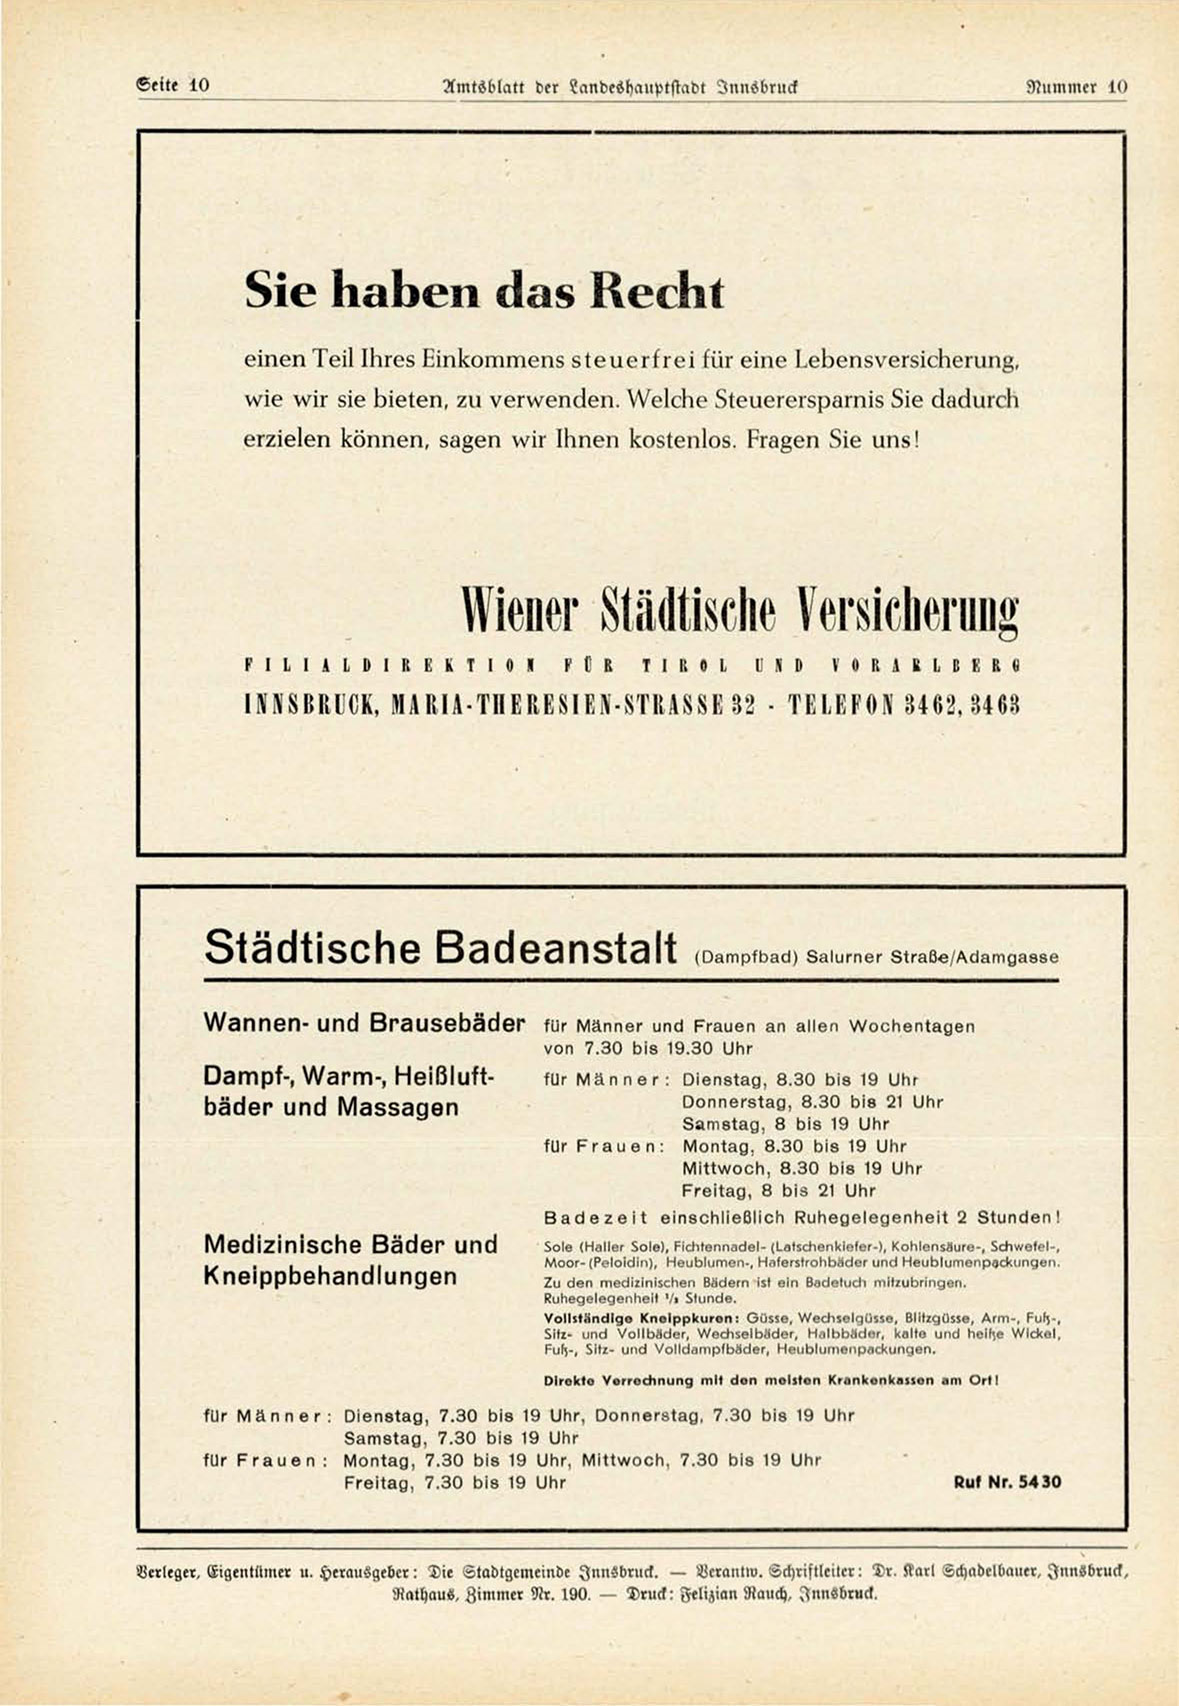 Seite 10 Amtsblatt der Landeshauptstadt Innsbruck Nummer 10
Sie haben das Recht
einen Teil Ihres Einkommens steuerfrei für eine Lebensversicherung,
wie wir sie bieten, zu verwenden. Welche Steuerersparnis Sie dadurch
erzielen können, sagen wir Ihnen kostenlos. Fragen Sie uns!
Wiener Städtische Versicherung
FILIALDIREKTION FÜR TIROL UND VORARLBERG
INNSBRUCK, MARIA-THERESIEN-STRASSE 32 - TELEFON 3462, 3463
Städtische Badeanstalt (Dampfbad) Salurner Straße/Adamgasse
Wannen- und Brausebäder für Männer und Frauen an allen Wochentagen
von 7.30 bis 19.30 Uhr
Dampf-, Warm-, Heißluft- für Männer: Dienstag, 8.30 bis 19 Uhr
bäder und Massagen Donnerstag, 8.30 bis 21 Uhr
Samstag, 8 bis 19 Uhr
für Frauen: Montag, 8.30 bis 19 Uhr
Mittwoch, 8.30 bis 19 Uhr
Freitag, 8 bis 21 Uhr
Badezeit einschließlich Ruhegelegenheit 2 Stunden!
Medizinische Bäder und Sole (Haller Sole), Fichtennadel- (Latschenkiefer-), Kohlensäure-, Schwefel-,
Moor- (Peloidin), Heublumen-, Haferstrohbäder und Heublumenpackungen.
Kneippbehandlungen Zu den medizinischen Bädern ist ein Badetuch mitzubringen.
Ruhegelegenheit Stunde.
Vollständige Kneippkuren: Güsse, Wechselgüsse, Blitzgüsse, Arm-, Fuß-,
Sitz- und Vollbäder, Wechselbäder, Halbbäder, kalte und heiße Wickel,
Fuß-, Sitz- und Volldampfbäder, Heublumenpackungen.
Direkte Verrechnung mit den meisten Krankenkassen am Ort!
für Männer: Dienstag, 7.30 bis 19 Uhr, Donnerstag, 7.30 bis 19 Uhr
Samstag, 7.30 bis 19 Uhr
für Frauen: Montag, 7.30 bis 19 Uhr, Mittwoch, 7.30 bis 19 Uhr
Freitag, 7.30 bis 19 Uhr Ruf Nr. 5430
Verleger, Eigentümer u. Herausgeber: Die Stadtgemeinde Innsbruck. — Verantw. Schriftleiter: Dr. Karl Schadelbauer, Innsbruck,
Rathaus, Zimmer Nr. 190. — Druck: Felizian Rauch, Innsbruck.